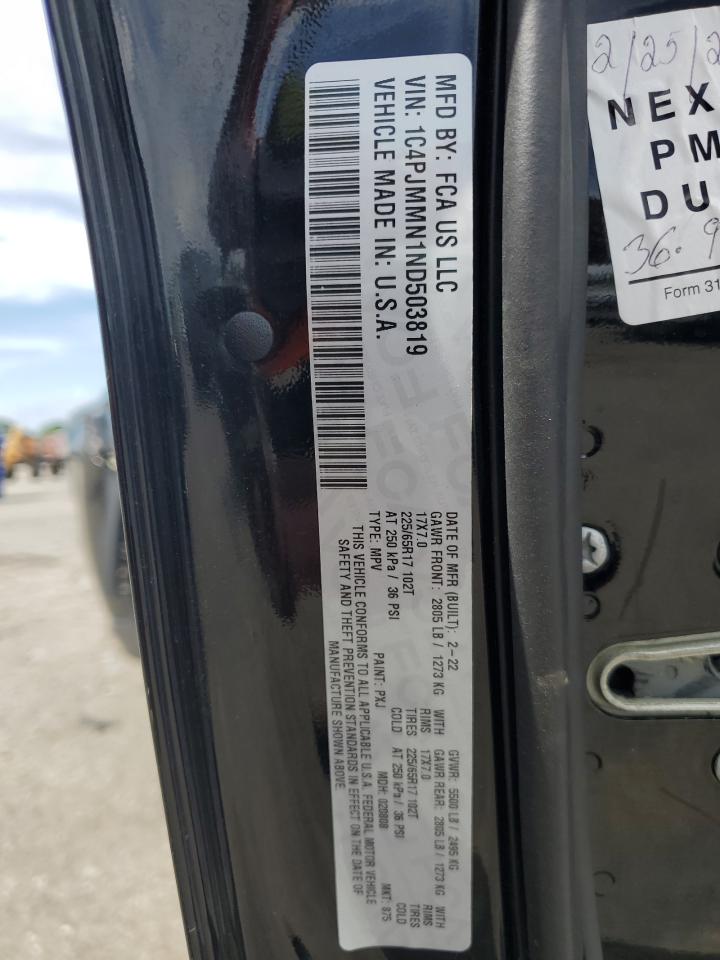 MFD BY: FCA US LLC
VIN: 1C4PJMMN1ND503819
VEHICLE MADE IN: U.S.A.
DATE OF MFR (BUILT): 2-22 GVWR: 5500 LB / 2495 KG
GAWR FRONT: 2805 LB / 1273 KG WITH GAWR REAR: 2805 LB / 1273 KG WITH
17X7.0 RIMS 17X7.0 RIMS
225/65R17 102T TIRES 225/65R17 102T TIRES
AT 250 kPa / 36 PSI COLD AT 250 kPa / 36 PSI COLD
TYPE: MPV PAINT: PXJ MDH: 020808 MKT: 875
THIS VEHICLE CONFORMS TO ALL APPLICABLE U.S.A. FEDERAL MOTOR VEHICLE
SAFETY AND THEFT PREVENTION STANDARDS IN EFFECT ON THE DATE OF
MANUFACTURE SHOWN ABOVE.
2/25/2
NEX
PM
DU
36.9
Form 31